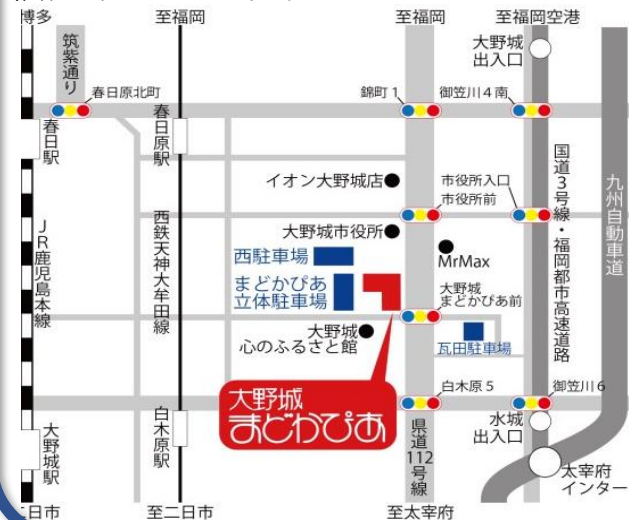 博多
至福岡
至福岡
至福岡空港
筑紫通り
大野城
出入口
春日原北町
錦町1
御笠川4南
春日駅
春日原駅
国道3号線・福岡都市高速道路
九州自動車道
イオン大野城店
市役所入口
市役所前
JR鹿児島本線
西鉄天神大牟田線
大野城市役所
西駐車場
MrMax
まどかぴあ
立体駐車場
大野城
まどかぴあ前
大野城
心のふるさと館
瓦田駐車場
大野城
まどかぴあ
白木原5
御笠川6
大野城駅
白木原駅
県道112号線
水城
出入口
太宰府
インター
二日市
至二日市
至太宰府